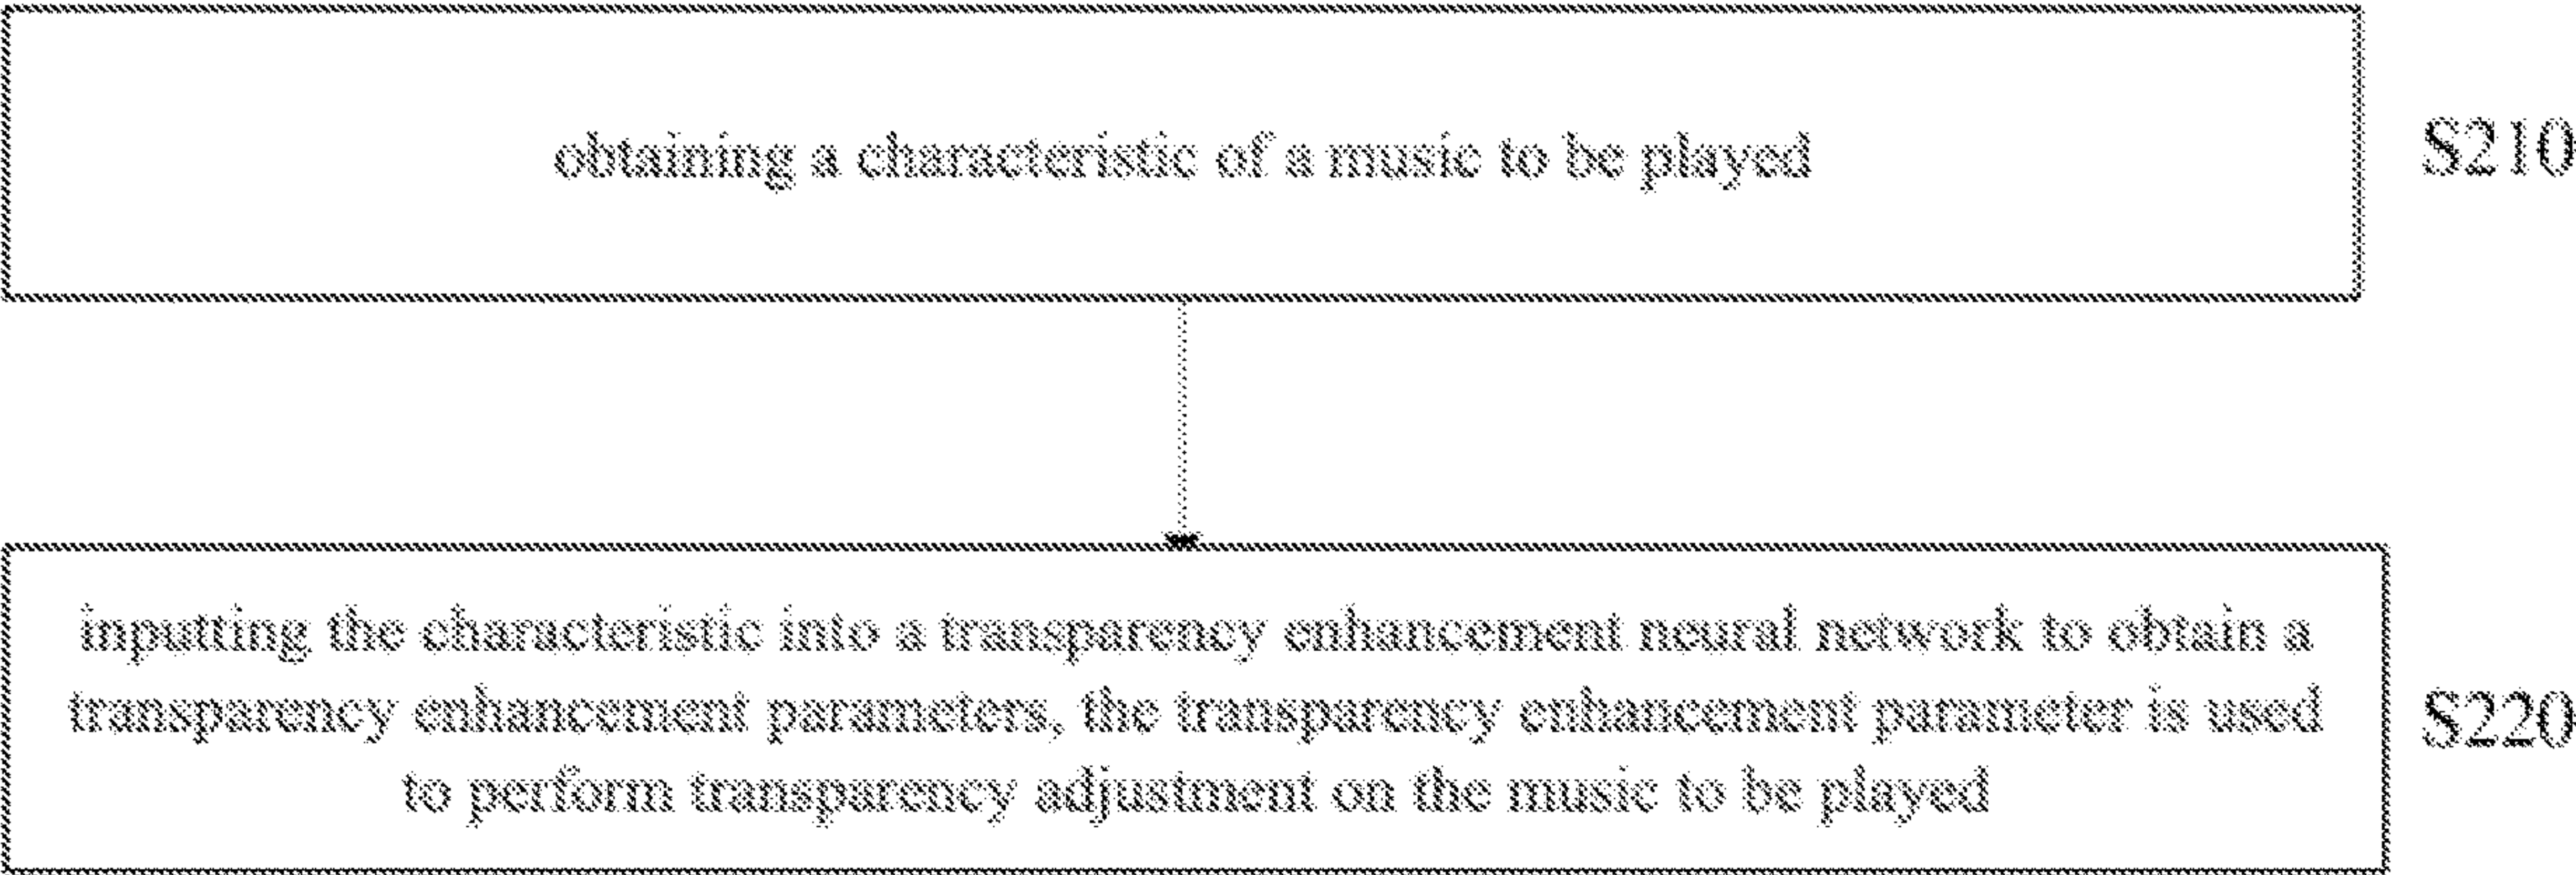 obtaining a characteristic of a music to be played
S210
inputting the characteristic into a transparency enhancement neural network to obtain a
transparency enhancement parameters, the transparency enhancement parameter is used
S220
to perform transparency adjustment on the music to be played